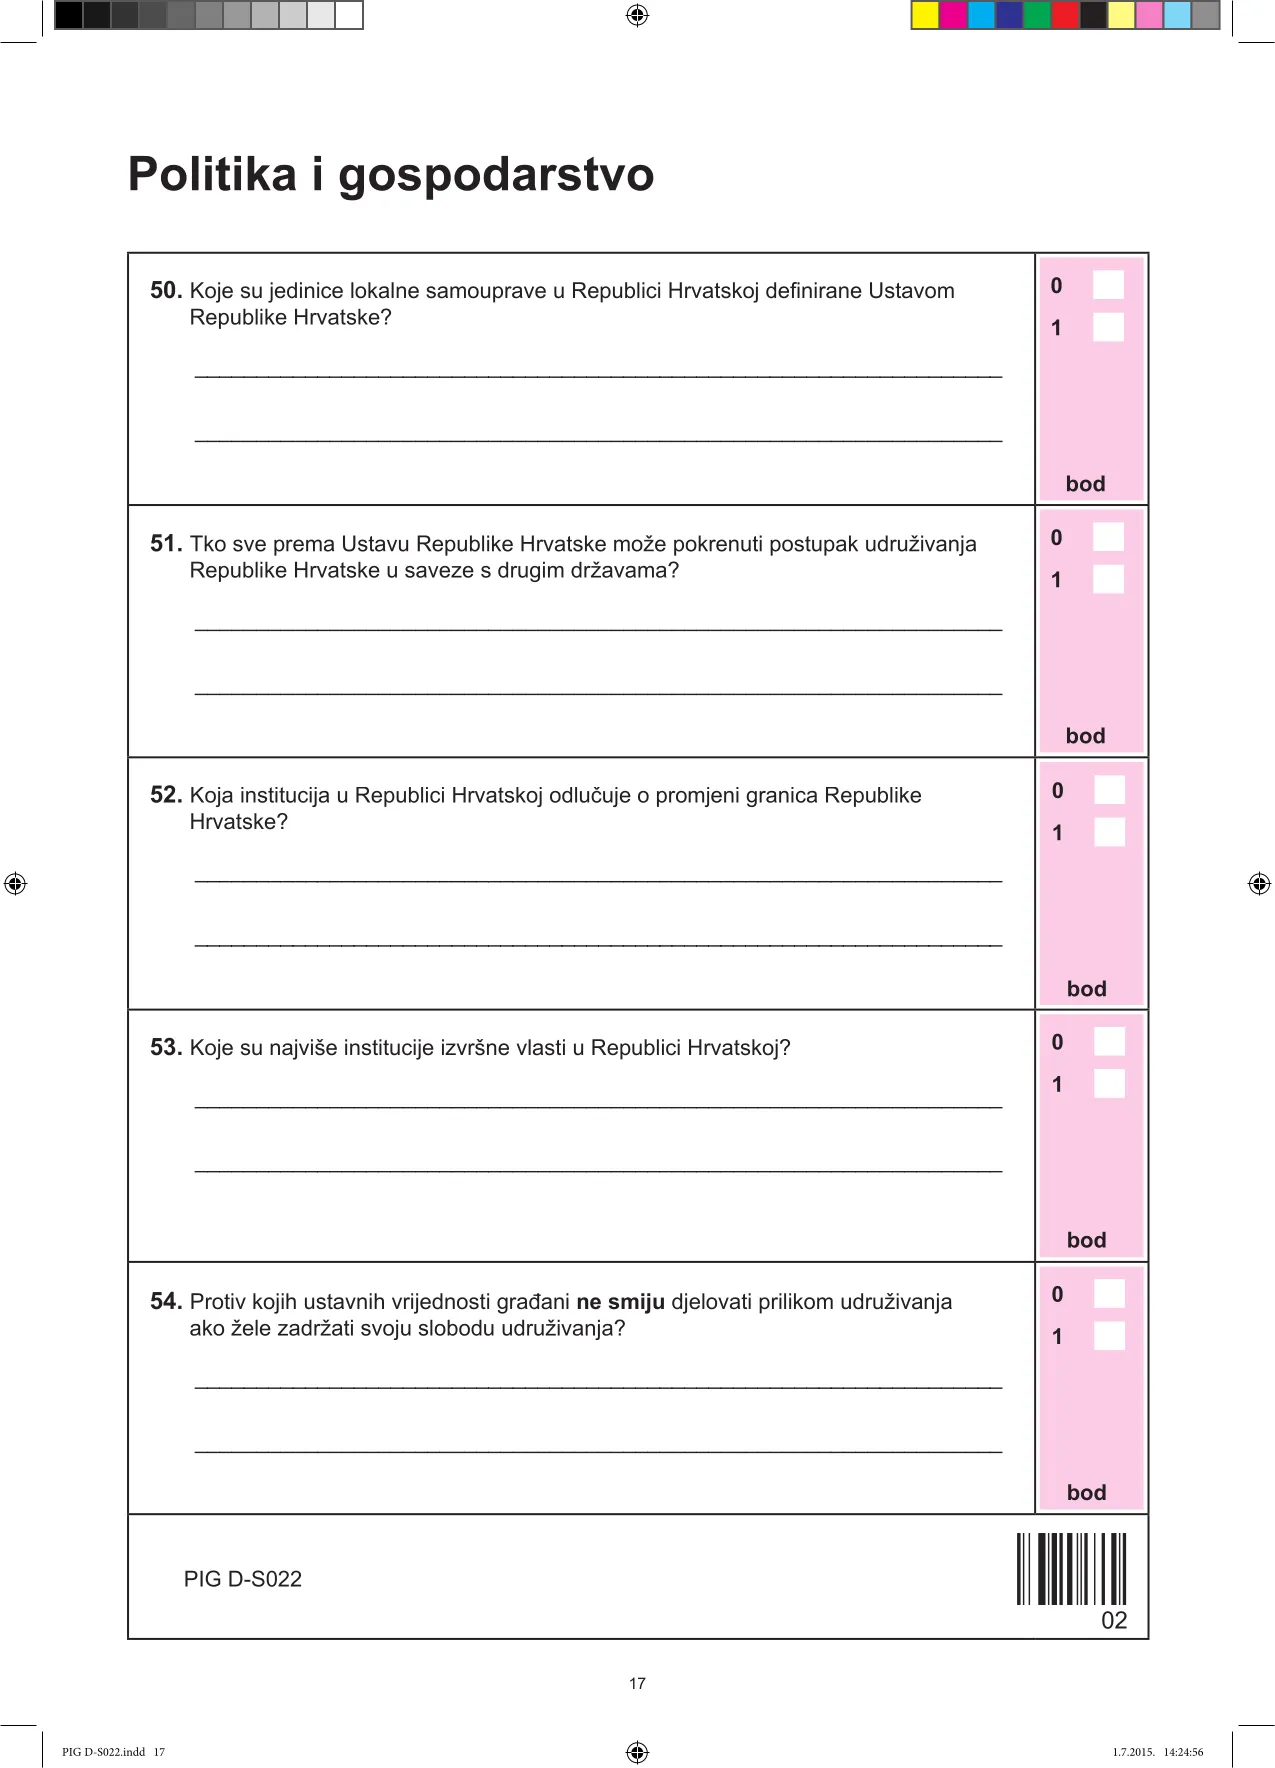 Politika i gospodarstvo
50. Koje su jedinice lokalne samouprave u Republici Hrvatskoj definirane Ustavom
Republike Hrvatske?
0
1
bod
51. Tko sve prema Ustavu Republike Hrvatske može pokrenuti postupak udruživanja
Republike Hrvatske u saveze s drugim državama?
0
1
bod
52. Koja institucija u Republici Hrvatskoj odlučuje o promjeni granica Republike
Hrvatske?
0
1
bod
53. Koje su najviše institucije izvršne vlasti u Republici Hrvatskoj?
0
1
bod
54. Protiv kojih ustavnih vrijednosti građani ne smiju djelovati prilikom udruživanja
ako žele zadržati svoju slobodu udruživanja?
0
1
bod
PIG D-S022
02
17
PIG D-S022.indd 17
1.7.2015. 14:24:56